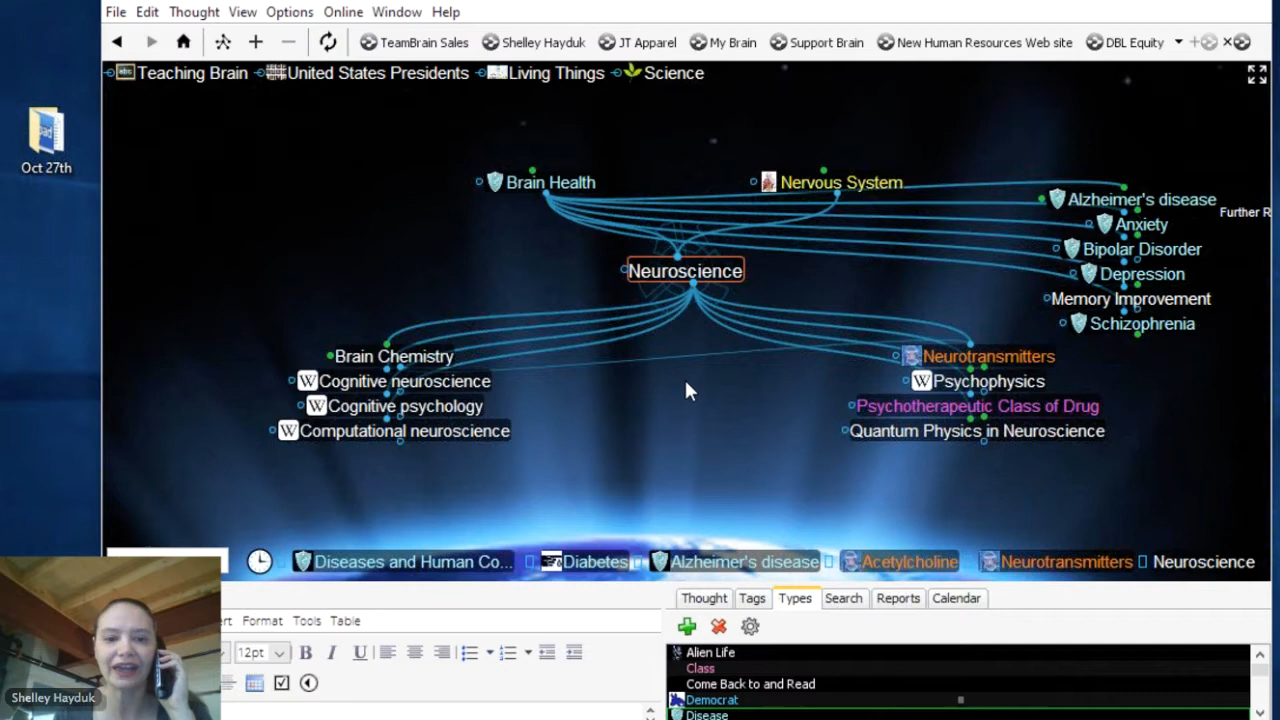 File Edit Thought View Options Online Window Help
TeamBrain Sales Shelley Hayduk JT Apparel My Brain Support Brain New Human Resources Web site DBL Equity
Teaching Brain United States Presidents Living Things Science
Oct 27th
Brain Health Nervous System
Alzheimer's disease
Further R
Anxiety
Bipolar Disorder
Depression
Memory Improvement
Schizophrenia
Neuroscience
Brain Chemistry
Cognitive neuroscience
Cognitive psychology
Computational neuroscience
Neurotransmitters
Psychophysics
Psychotherapeutic Class of Drug
Quantum Physics in Neuroscience
Diseases and Human Co... Diabetes Alzheimer's disease Acetylcholine Neurotransmitters Neuroscience
Thought Tags Types Search Reports Calendar
Format Tools Table
12pt B I U
Alien Life
Class
Come Back to and Read
Democrat
Disease
Shelley Hayduk